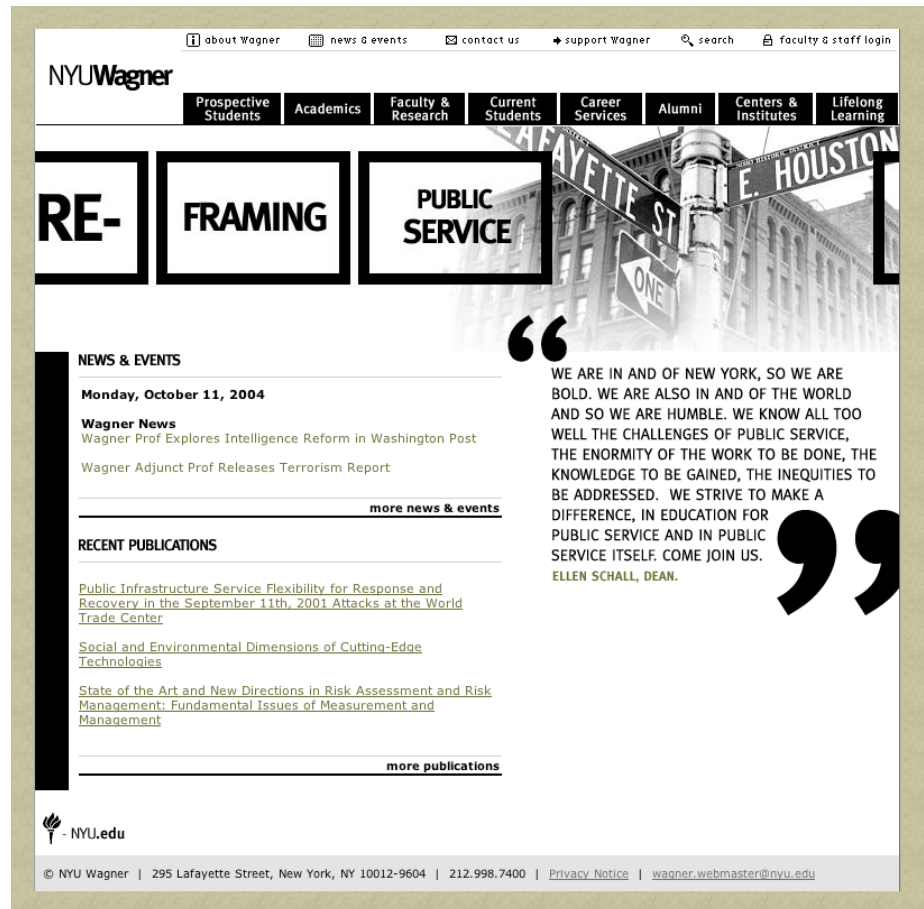 about Wagner news & events contact us support Wagner search faculty & staff login
NYUWagner
Prospective Students Academics Faculty & Research Current Students Career Services Alumni Centers & Institutes Lifelong Learning
RE-
FRAMING
PUBLIC
SERVICE
LAFAYETTE ST
E. HOUSTON
ONE
NEWS & EVENTS
Monday, October 11, 2004
Wagner News
Wagner Prof Explores Intelligence Reform in Washington Post
Wagner Adjunct Prof Releases Terrorism Report
more news & events
RECENT PUBLICATIONS
Public Infrastructure Service Flexibility for Response and
Recovery in the September 11th, 2001 Attacks at the World
Trade Center
Social and Environmental Dimensions of Cutting-Edge
Technologies
State of the Art and New Directions in Risk Assessment and Risk
Management: Fundamental Issues of Measurement and
Management
more publications
“
WE ARE IN AND OF NEW YORK, SO WE ARE
BOLD. WE ARE ALSO IN AND OF THE WORLD
AND SO WE ARE HUMBLE. WE KNOW ALL TOO
WELL THE CHALLENGES OF PUBLIC SERVICE,
THE ENORMITY OF THE WORK TO BE DONE, THE
KNOWLEDGE TO BE GAINED, THE INEQUITIES TO
BE ADDRESSED. WE STRIVE TO MAKE A
DIFFERENCE, IN EDUCATION FOR
PUBLIC SERVICE AND IN PUBLIC
SERVICE ITSELF. COME JOIN US.
”
ELLEN SCHALL, DEAN.
- NYU.edu
© NYU Wagner | 295 Lafayette Street, New York, NY 10012-9604 | 212.998.7400 | Privacy Notice | wagner.webmaster@nyu.edu